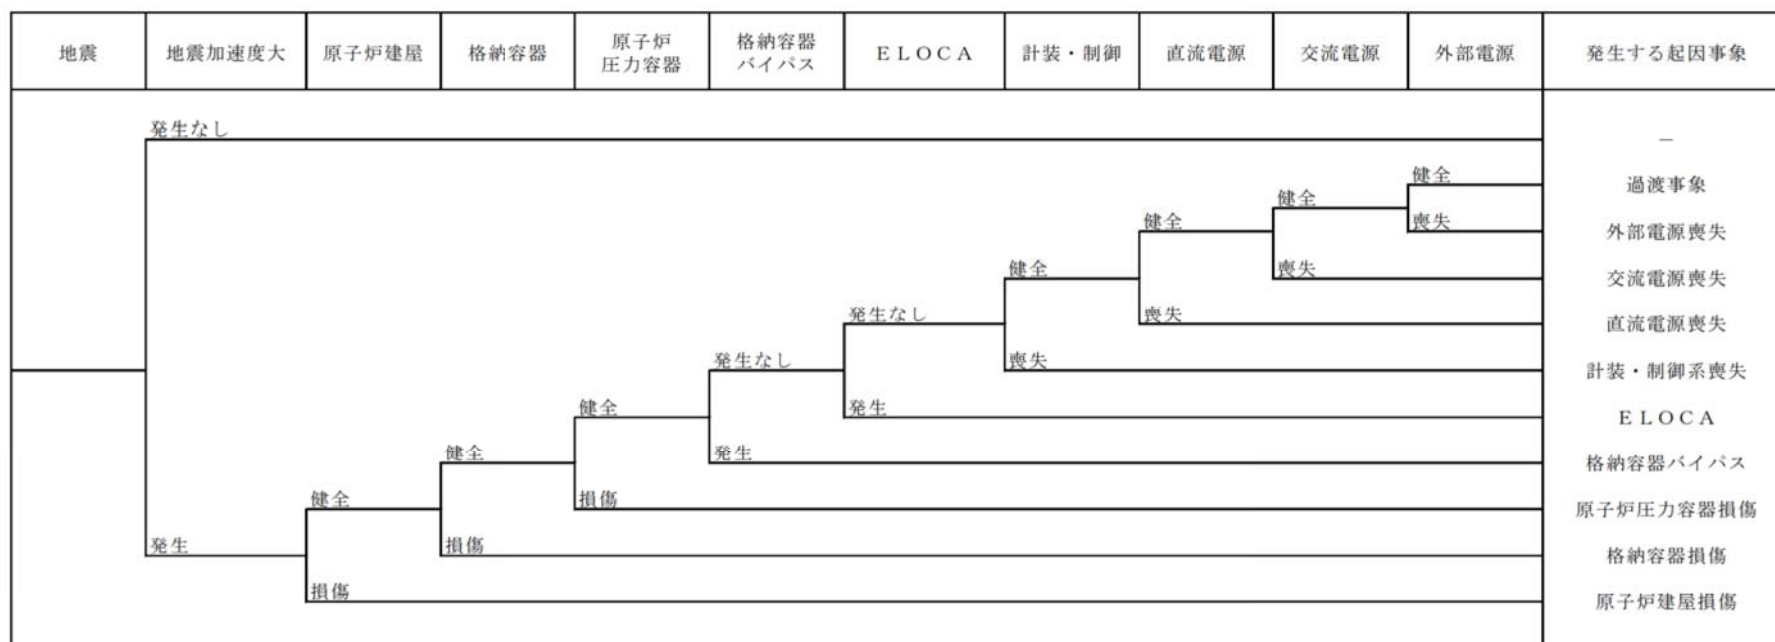 地震
地震加速度大
原子炉建屋
格納容器
原子炉
圧力容器
格納容器
バイパス
ＥＬＯＣＡ
計装・制御
直流電源
交流電源
外部電源
発生する起因事象
発生なし
－
健全
過渡事象
健全
喪失
外部電源喪失
健全
喪失
交流電源喪失
健全
喪失
直流電源喪失
発生なし
喪失
計装・制御系喪失
発生なし
発生
ＥＬＯＣＡ
健全
発生
格納容器バイパス
健全
損傷
原子炉圧力容器損傷
健全
損傷
格納容器損傷
発生
損傷
原子炉建屋損傷